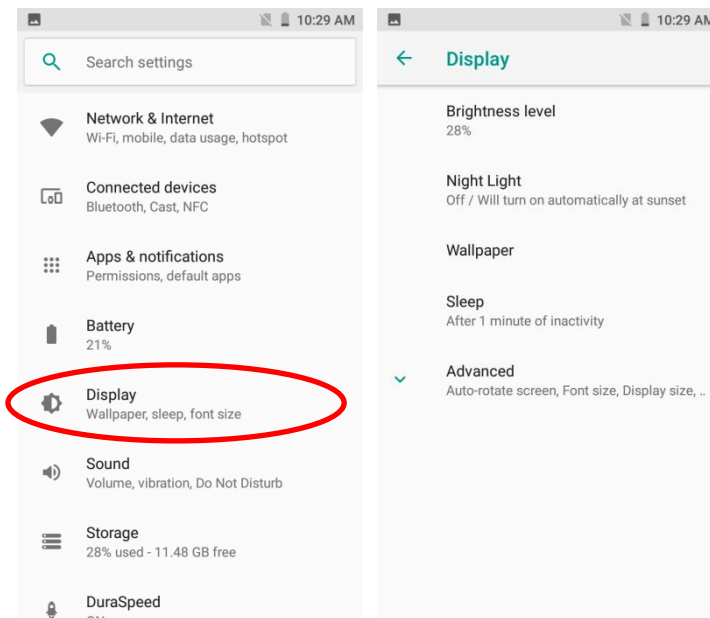 10:29 AM
Search settings
Network & Internet
Wi-Fi, mobile, data usage, hotspot
Connected devices
Bluetooth, Cast, NFC
Apps & notifications
Permissions, default apps
Battery
21%
Display
Wallpaper, sleep, font size
Sound
Volume, vibration, Do Not Disturb
Storage
28% used - 11.48 GB free
DuraSpeed
10:29 AM
Display
Brightness level
28%
Night Light
Off / Will turn on automatically at sunset
Wallpaper
Sleep
After 1 minute of inactivity
Advanced
Auto-rotate screen, Font size, Display size, ..